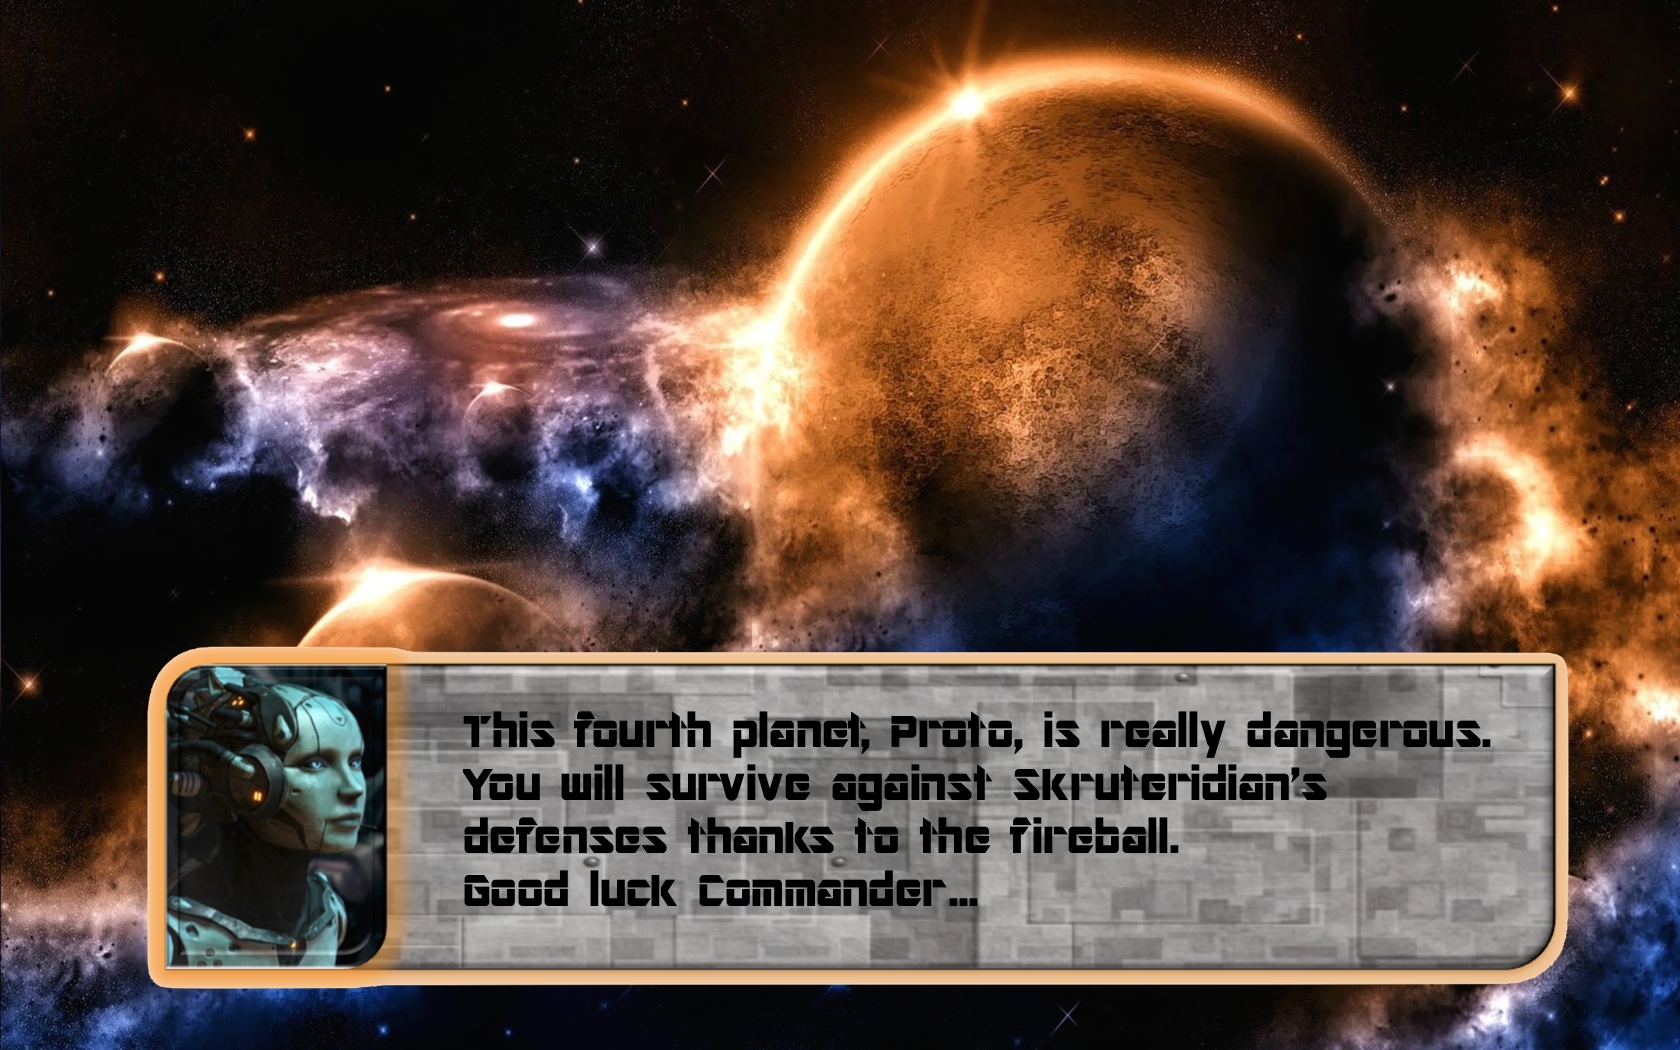 This fourth planet, Proto, is really dangerous.
You will survive against Skruteridian's
defenses thanks to the fireball.
Good luck Commander...